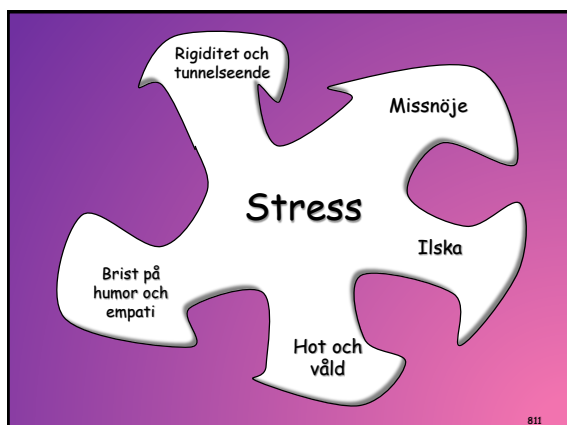 Rigiditet och
tunnelseende
Missnöje
Stress
Ilska
Brist på
humor och
empati
Hot och
våld
811